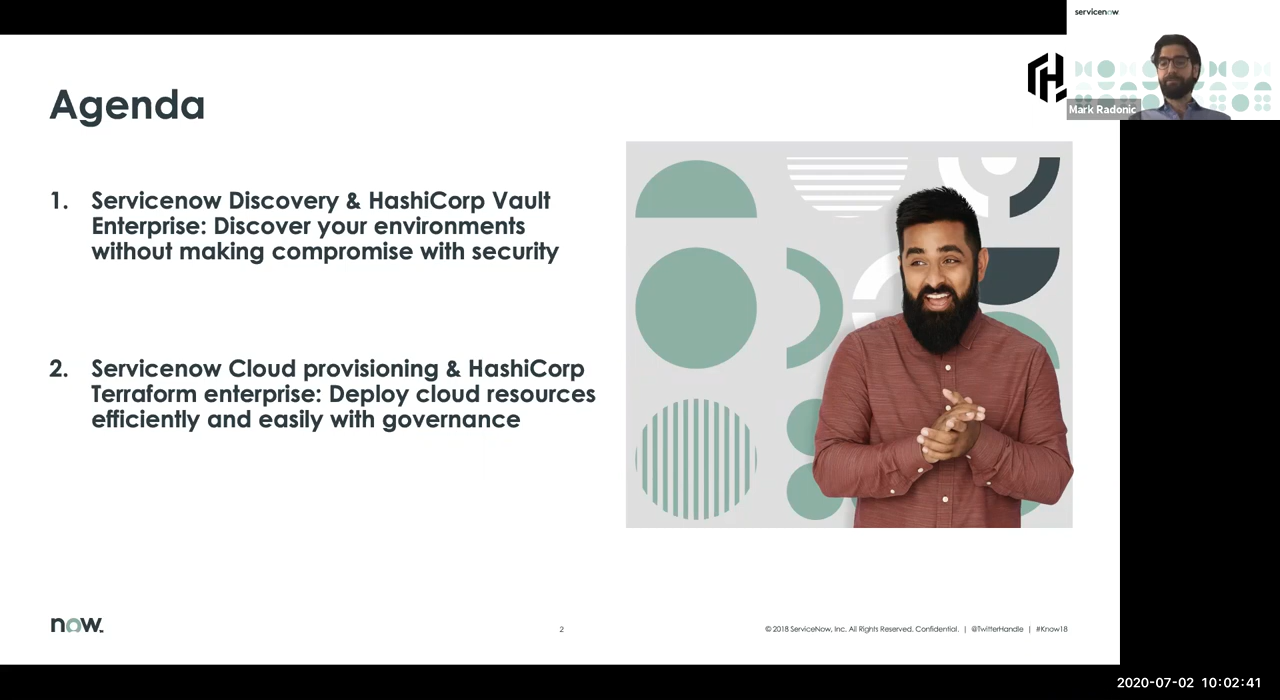 servicenow
Mark Radonic
Agenda
1. Servicenow Discovery & HashiCorp Vault
Enterprise: Discover your environments
without making compromise with security
2. Servicenow Cloud provisioning & HashiCorp
Terraform enterprise: Deploy cloud resources
efficiently and easily with governance
now.
2
© 2018 ServiceNow, Inc. All Rights Reserved. Confidential. | @TwitterHandle | #Know18
2020-07-02 10:02:41